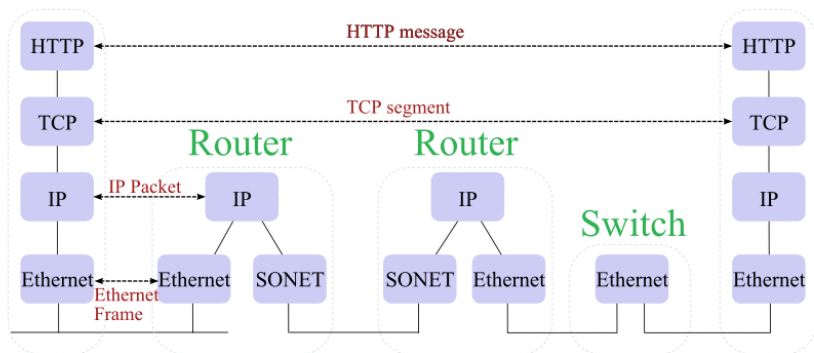 HTTP
HTTP message
HTTP
TCP
TCP segment
TCP
Router
Router
IP
IP Packet
IP
IP
IP
Switch
Ethernet
Ethernet
Frame
Ethernet
SONET
SONET
Ethernet
Ethernet
Ethernet